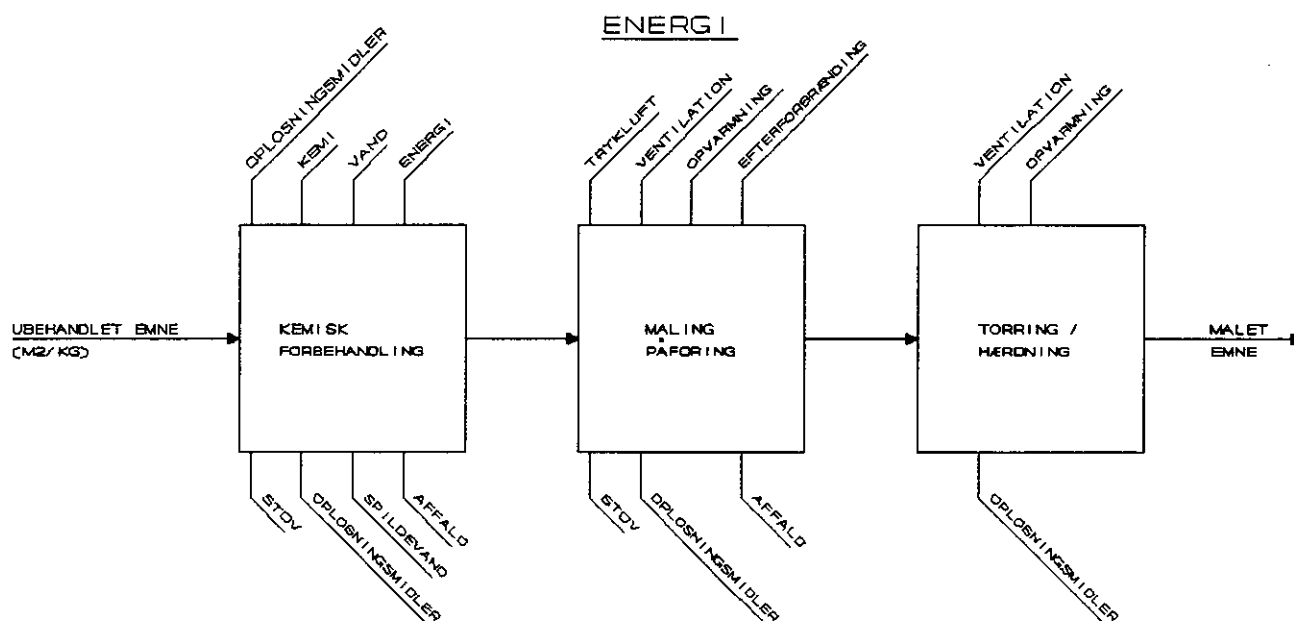 ENERGI
OPLOSNINGSMIDLER
KEMI
VAND
ENERGI
TRYKLUFT
VENTILATION
OPVARMNING
EFTERFORBRÆNDING
VENTILATION
OPVARMNING
UBEHANDLET EMNE
(M2/KG)
KEMISK
FORBEHANDLING
MALING
PÅFORING
TORRING /
HÆRDNING
MALET
EMNE
STOV
OPLOSNINGSMIDLER
SPILDEVAND
AFFALD
STOV
OPLOSNINGSMIDLER
AFFALD
OPLOSNINGSMIDLER